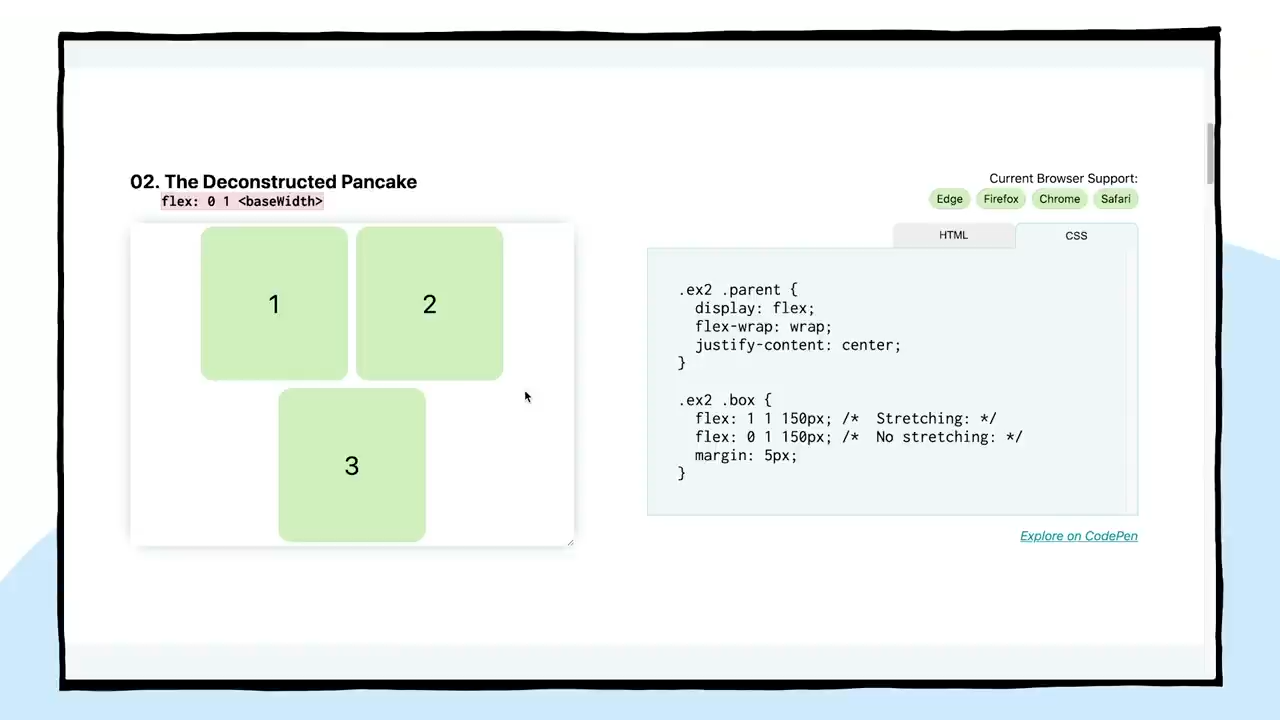 02. The Deconstructed Pancake
flex: 0 1 <baseWidth>
1
2
3
Current Browser Support:
Edge
Firefox
Chrome
Safari
HTML
CSS
.ex2 .parent {
  display: flex;
  flex-wrap: wrap;
  justify-content: center;
}
.ex2 .box {
  flex: 1 1 150px; /*  Stretching: */
  flex: 0 1 150px; /*  No stretching: */
  margin: 5px;
}
Explore on CodePen